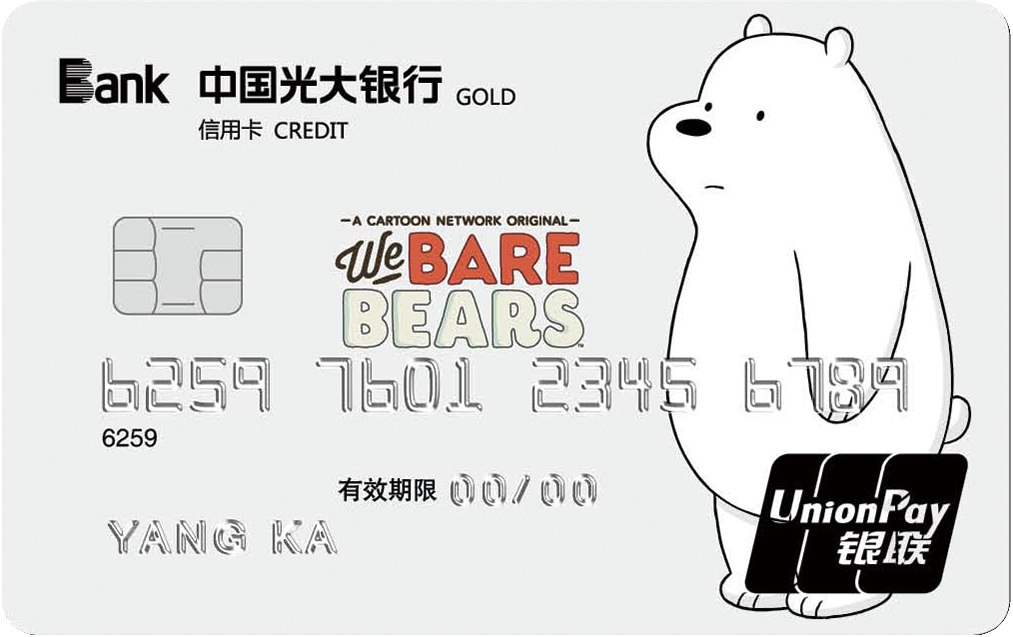 Bank 中国光大银行 GOLD
信用卡 CREDIT
A CARTOON NETWORK ORIGINAL
We BARE
BEARS
6259 7601 2345 6789
6259
有效期限 00/00
YANG KA
UnionPay
银联